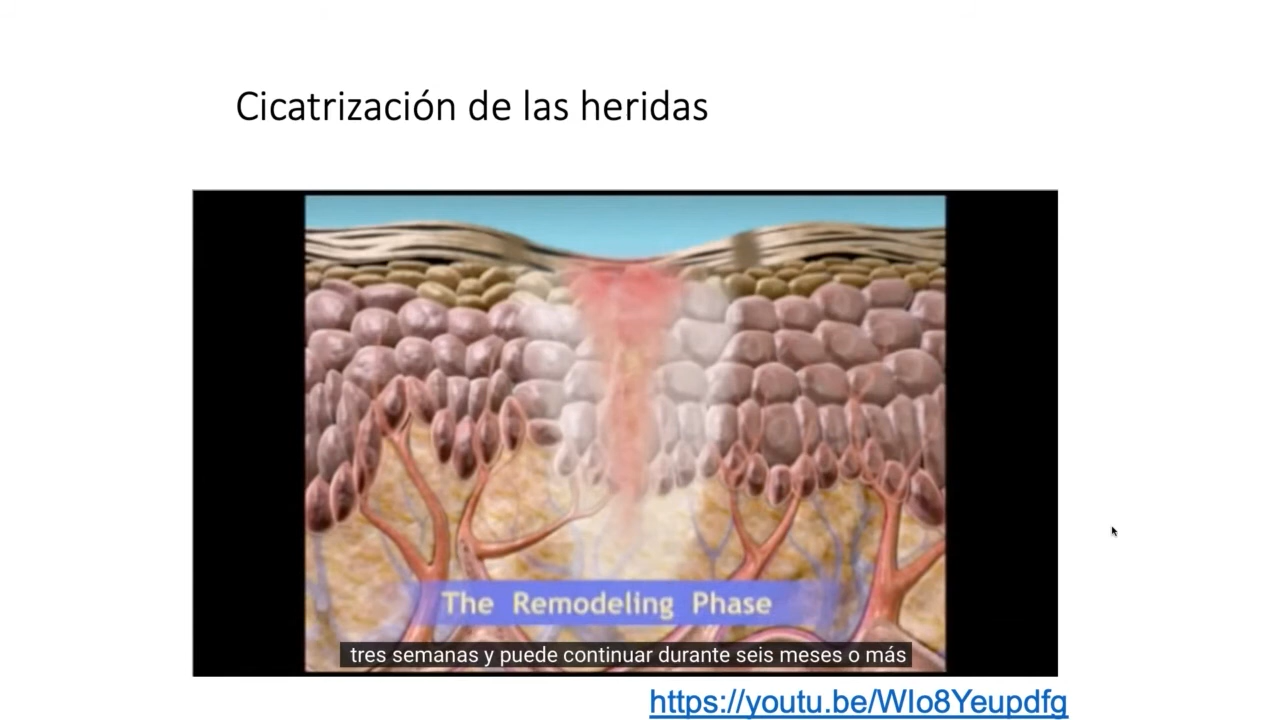 Cicatrización de las heridas
The Remodeling Phase
tres semanas y puede continuar durante seis meses o más
https://youtu.be/WIo8Yeupdfg